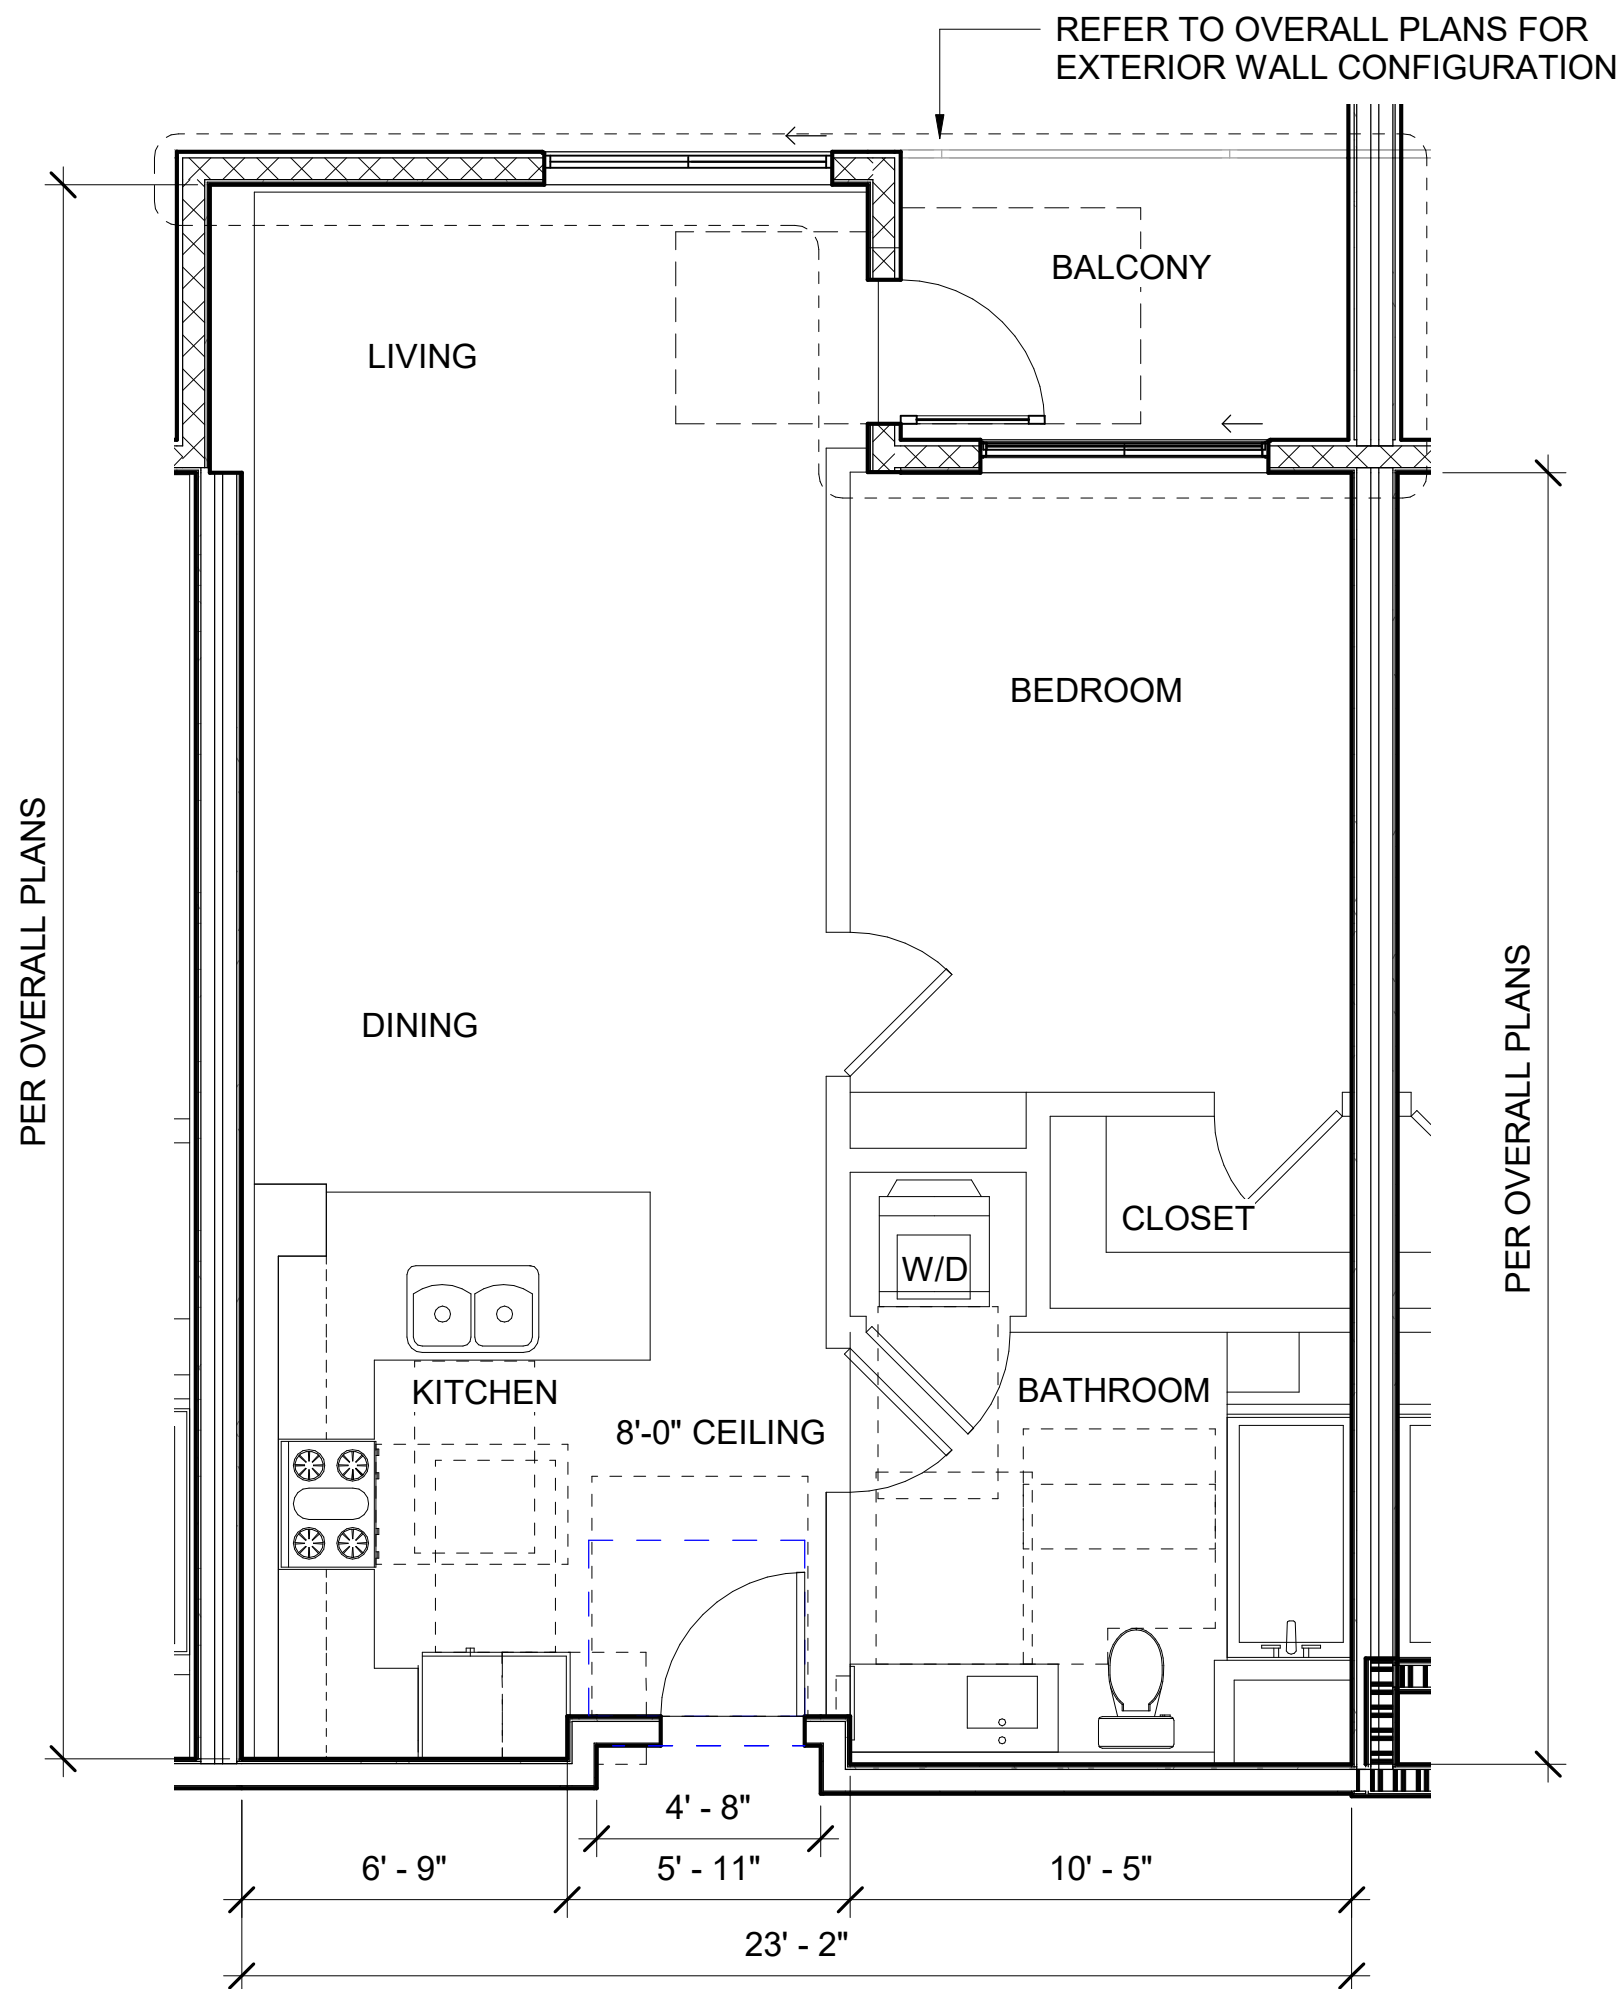 REFER TO OVERALL PLANS FOR
EXTERIOR WALL CONFIGURATION
BALCONY
LIVING
BEDROOM
PER OVERALL PLANS
DINING
PER OVERALL PLANS
CLOSET
W/D
KITCHEN
BATHROOM
8'-0" CEILING
4' - 8"
6' - 9"
5' - 11"
10' - 5"
23' - 2"